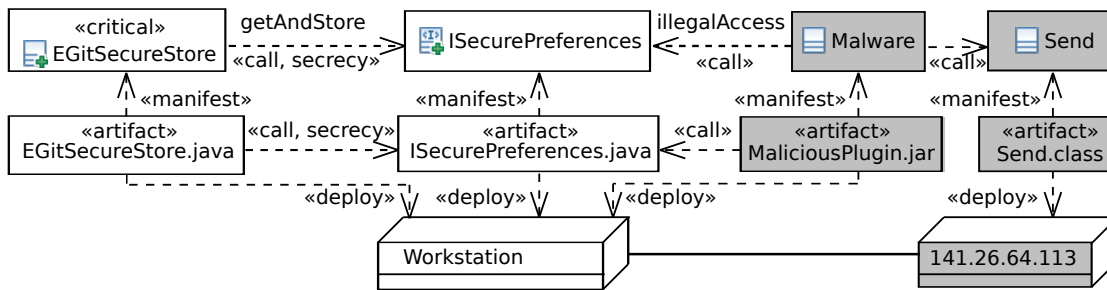 «critical»
EGitSecureStore
getAndStore
«call, secrecy»
ISecurePreferences
illegalAccess
«call»
Malware
«call»
Send
«manifest»
«manifest»
«manifest»
«manifest»
«artifact»
EGitSecureStore.java
«call, secrecy»
«artifact»
ISecurePreferences.java
«call»
«artifact»
MaliciousPlugin.jar
«artifact»
Send.class
«deploy»
«deploy»
«deploy»
«deploy»
Workstation
141.26.64.113